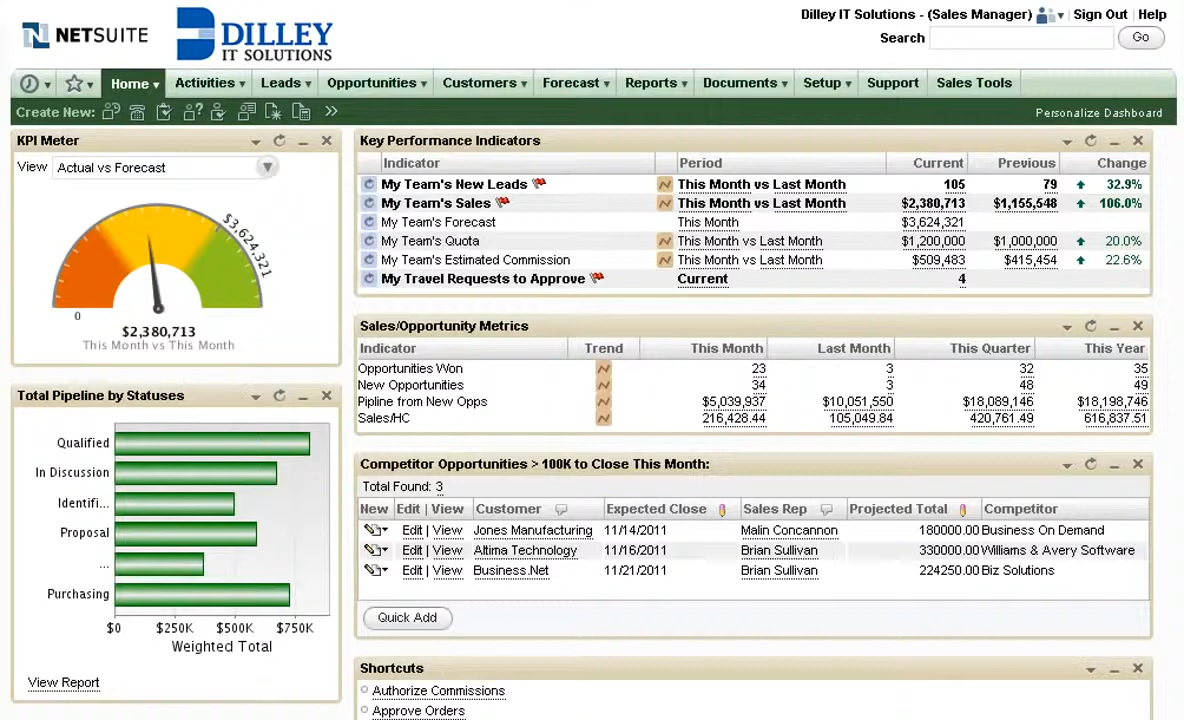 NETSUITE
DILLEY
IT SOLUTIONS
Dilley IT Solutions - (Sales Manager) Sign Out | Help
Search Go
Home Activities Leads Opportunities Customers Forecast Reports Documents Setup Support Sales Tools
Create New: Personalize Dashboard
KPI Meter
View Actual vs Forecast
$3,624,321
0
$2,380,713
This Month vs This Month
Total Pipeline by Statuses
Qualified
In Discussion
Identifi...
Proposal
...
Purchasing
$0 $250K $500K $750K
Weighted Total
View Report
Key Performance Indicators
Indicator Period Current Previous Change
My Team's New Leads This Month vs Last Month 105 79 32.9%
My Team's Sales This Month vs Last Month $2,380,713 $1,155,548 106.0%
My Team's Forecast This Month $3,624,321
My Team's Quota This Month vs Last Month $1,200,000 $1,000,000 20.0%
My Team's Estimated Commission This Month vs Last Month $509,483 $415,454 22.6%
My Travel Requests to Approve Current 4
Sales/Opportunity Metrics
Indicator Trend This Month Last Month This Quarter This Year
Opportunities Won 23 3 32 35
New Opportunities 34 3 48 49
Pipline from New Opps $5,039,937 $10,051,550 $18,089,146 $18,198,746
Sales/HC 216,428.44 105,049.84 420,761.49 616,837.51
Competitor Opportunities > 100K to Close This Month:
Total Found: 3
New Edit | View Customer Expected Close Sales Rep Projected Total Competitor
Edit | View Jones Manufacturing 11/14/2011 Malin Concannon 180000.00 Business On Demand
Edit | View Altima Technology 11/16/2011 Brian Sullivan 330000.00 Williams & Avery Software
Edit | View Business.Net 11/21/2011 Brian Sullivan 224250.00 Biz Solutions
Quick Add
Shortcuts
Authorize Commissions
Approve Orders